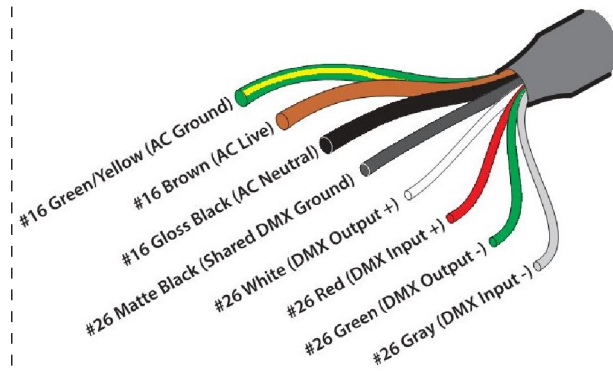 #16 Green/Yellow (AC Ground)
#16 Brown (AC Live)
#16 Gloss Black (AC Neutral)
#26 Matte Black (Shared DMX Ground)
#26 White (DMX Output +)
#26 Red (DMX Input +)
#26 Green (DMX Output -)
#26 Gray (DMX Input -)